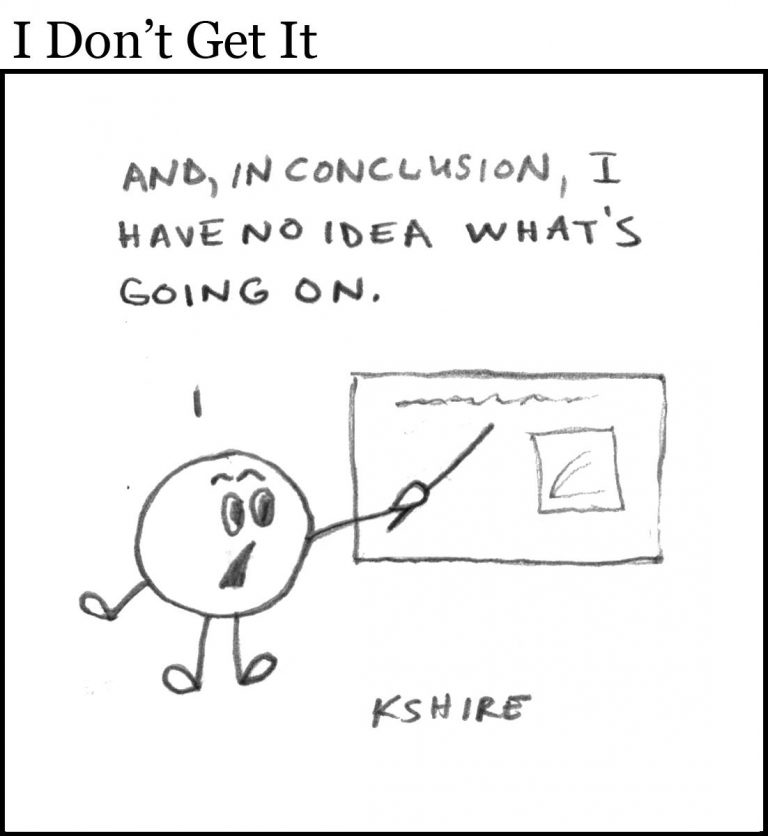 I Don’t Get It
AND, IN CONCLUSION, I
HAVE NO IDEA WHAT'S
GOING ON.
KSHIRE